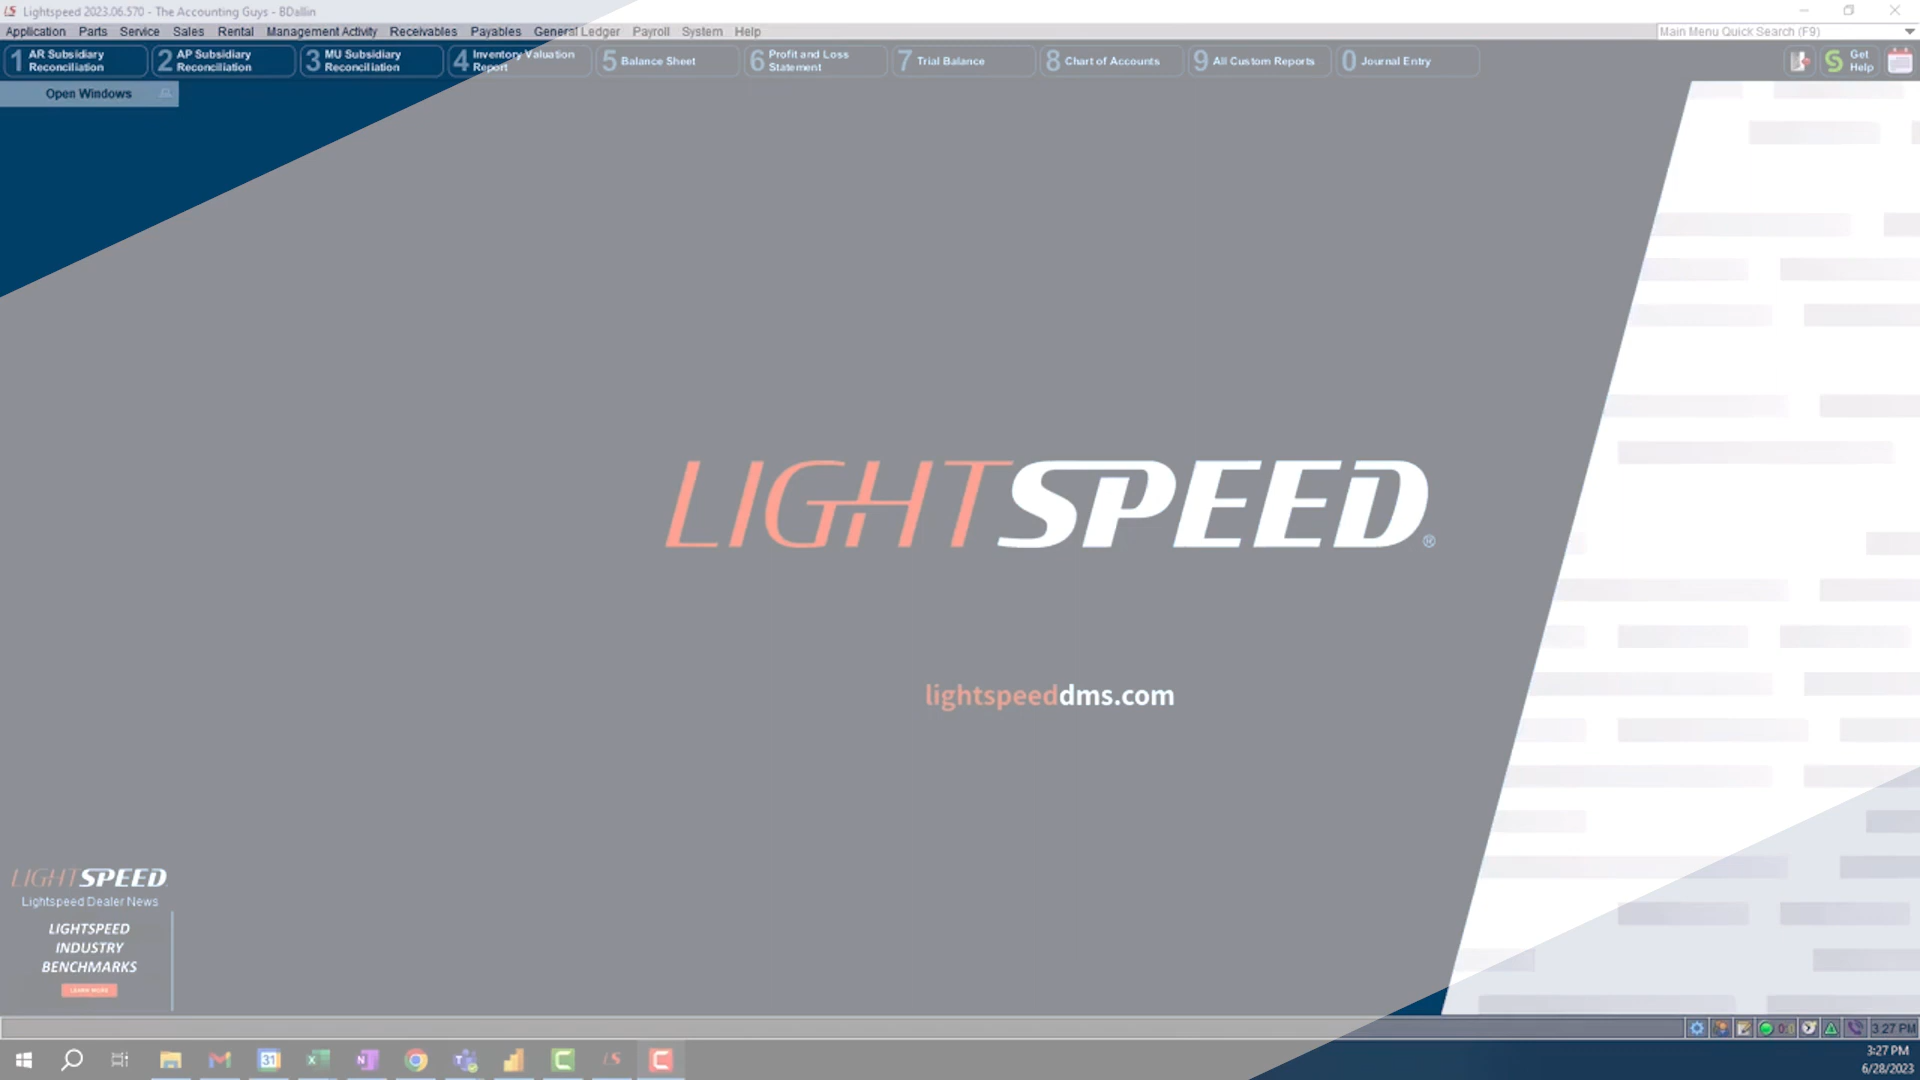 Lightspeed 2023.06.570 - The Accounting Guys - BDallin
Application Parts Service Sales Rental Management Activity Receivables Payables General Ledger Payroll System Help
Main Menu Quick Search (F9)
1 AR Subsidiary Reconciliation
2 AP Subsidiary Reconciliation
3 MU Subsidiary Reconciliation
4 Inventory Valuation Report
5 Balance Sheet
6 Profit and Loss Statement
7 Trial Balance
8 Chart of Accounts
9 All Custom Reports
0 Journal Entry
Get Help
Open Windows
LIGHTSPEED®
lightspeeddms.com
LIGHTSPEED
Lightspeed Dealer News
LIGHTSPEED
INDUSTRY
BENCHMARKS
LEARN MORE
3:27 PM
31
3:27 PM
6/28/2023